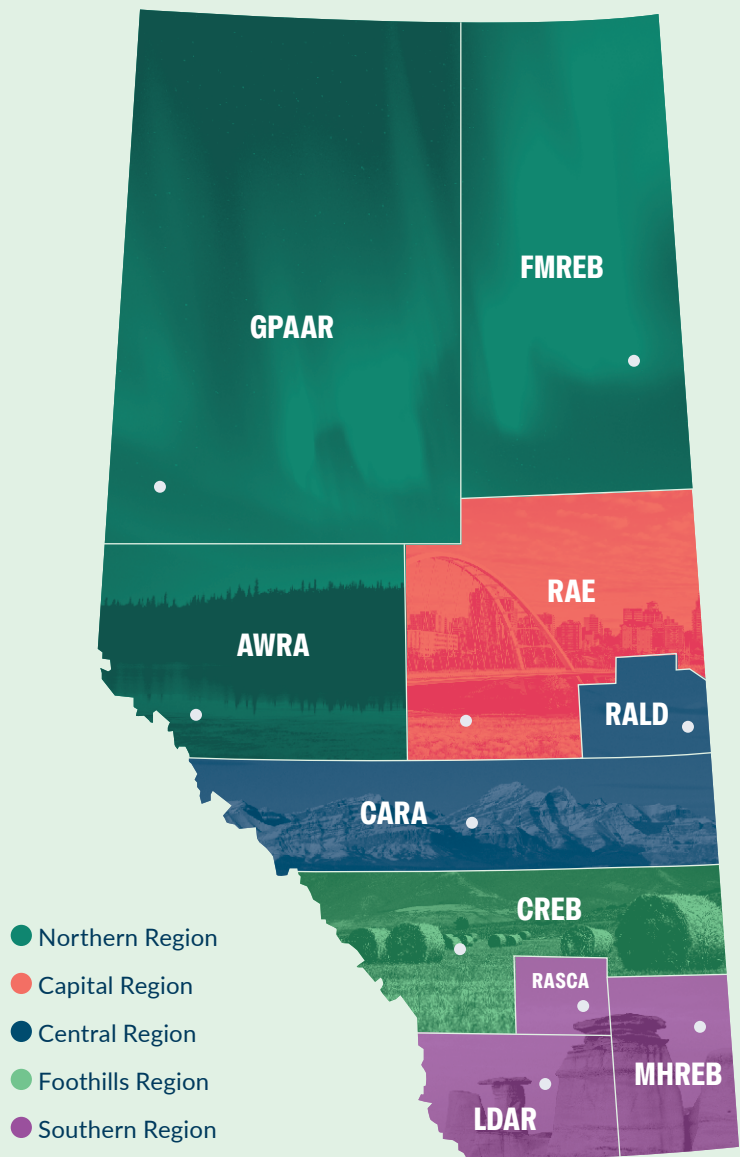 FMREB
GPAAR
RAE
AWRA
RALD
CARA
CREB
RASCA
MHREB
LDAR
Northern Region
Capital Region
Central Region
Foothills Region
Southern Region